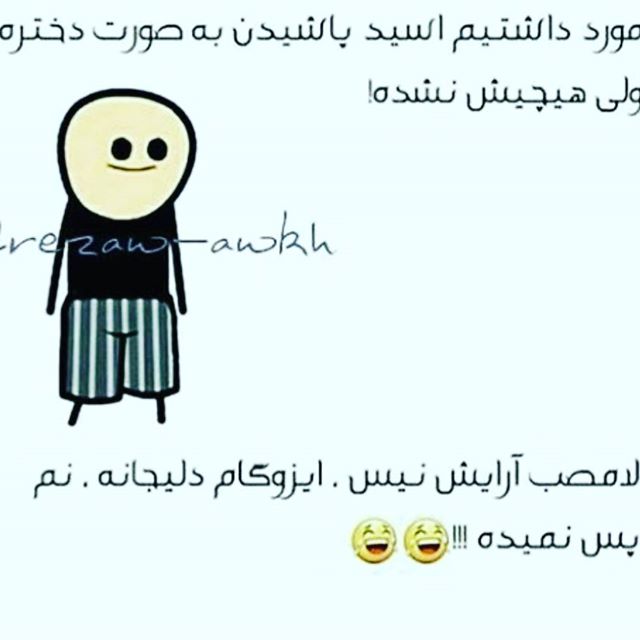 مورد داشتیم اسید پاشیدن به صورت دختره
ولی هیچیش نشده!
rezaw-awkh
لامصب آرایش نیس . ایزوگام دلیجانه . نم
پس نمیده !!!😂😂